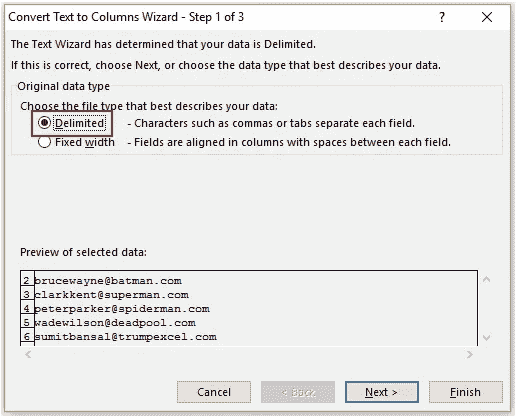 Convert Text to Columns Wizard - Step 1 of 3 ? ×
The Text Wizard has determined that your data is Delimited.
If this is correct, choose Next, or choose the data type that best describes your data.
Original data type
Choose the file type that best describes your data:
Delimited - Characters such as commas or tabs separate each field.
Fixed width - Fields are aligned in columns with spaces between each field.
Preview of selected data:
2 brucewayne@batman.com
3 clarkkent@superman.com
4 peterparker@spiderman.com
5 wadewilson@deadpool.com
6 sumitbansal@trumpexcel.com
Cancel < Back Next > Finish